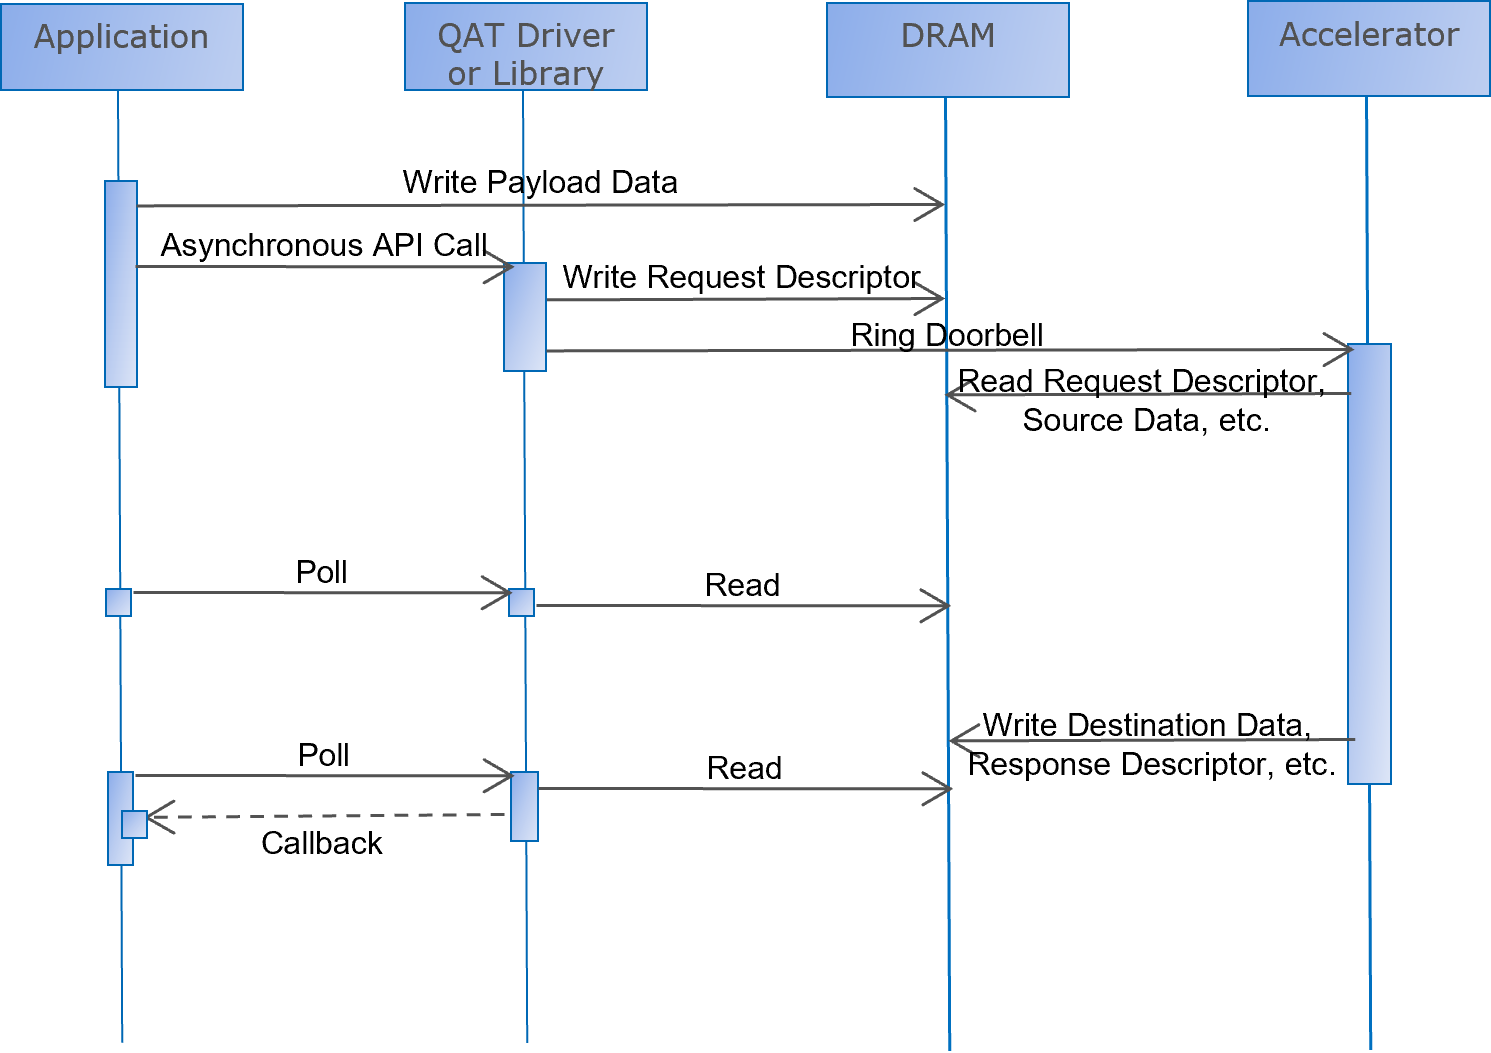 Application
QAT Driver
or Library
DRAM
Accelerator
Write Payload Data
Asynchronous API Call
Write Request Descriptor
Ring Doorbell
Read Request Descriptor,
Source Data, etc.
Poll
Read
Write Destination Data,
Response Descriptor, etc.
Poll
Read
Callback